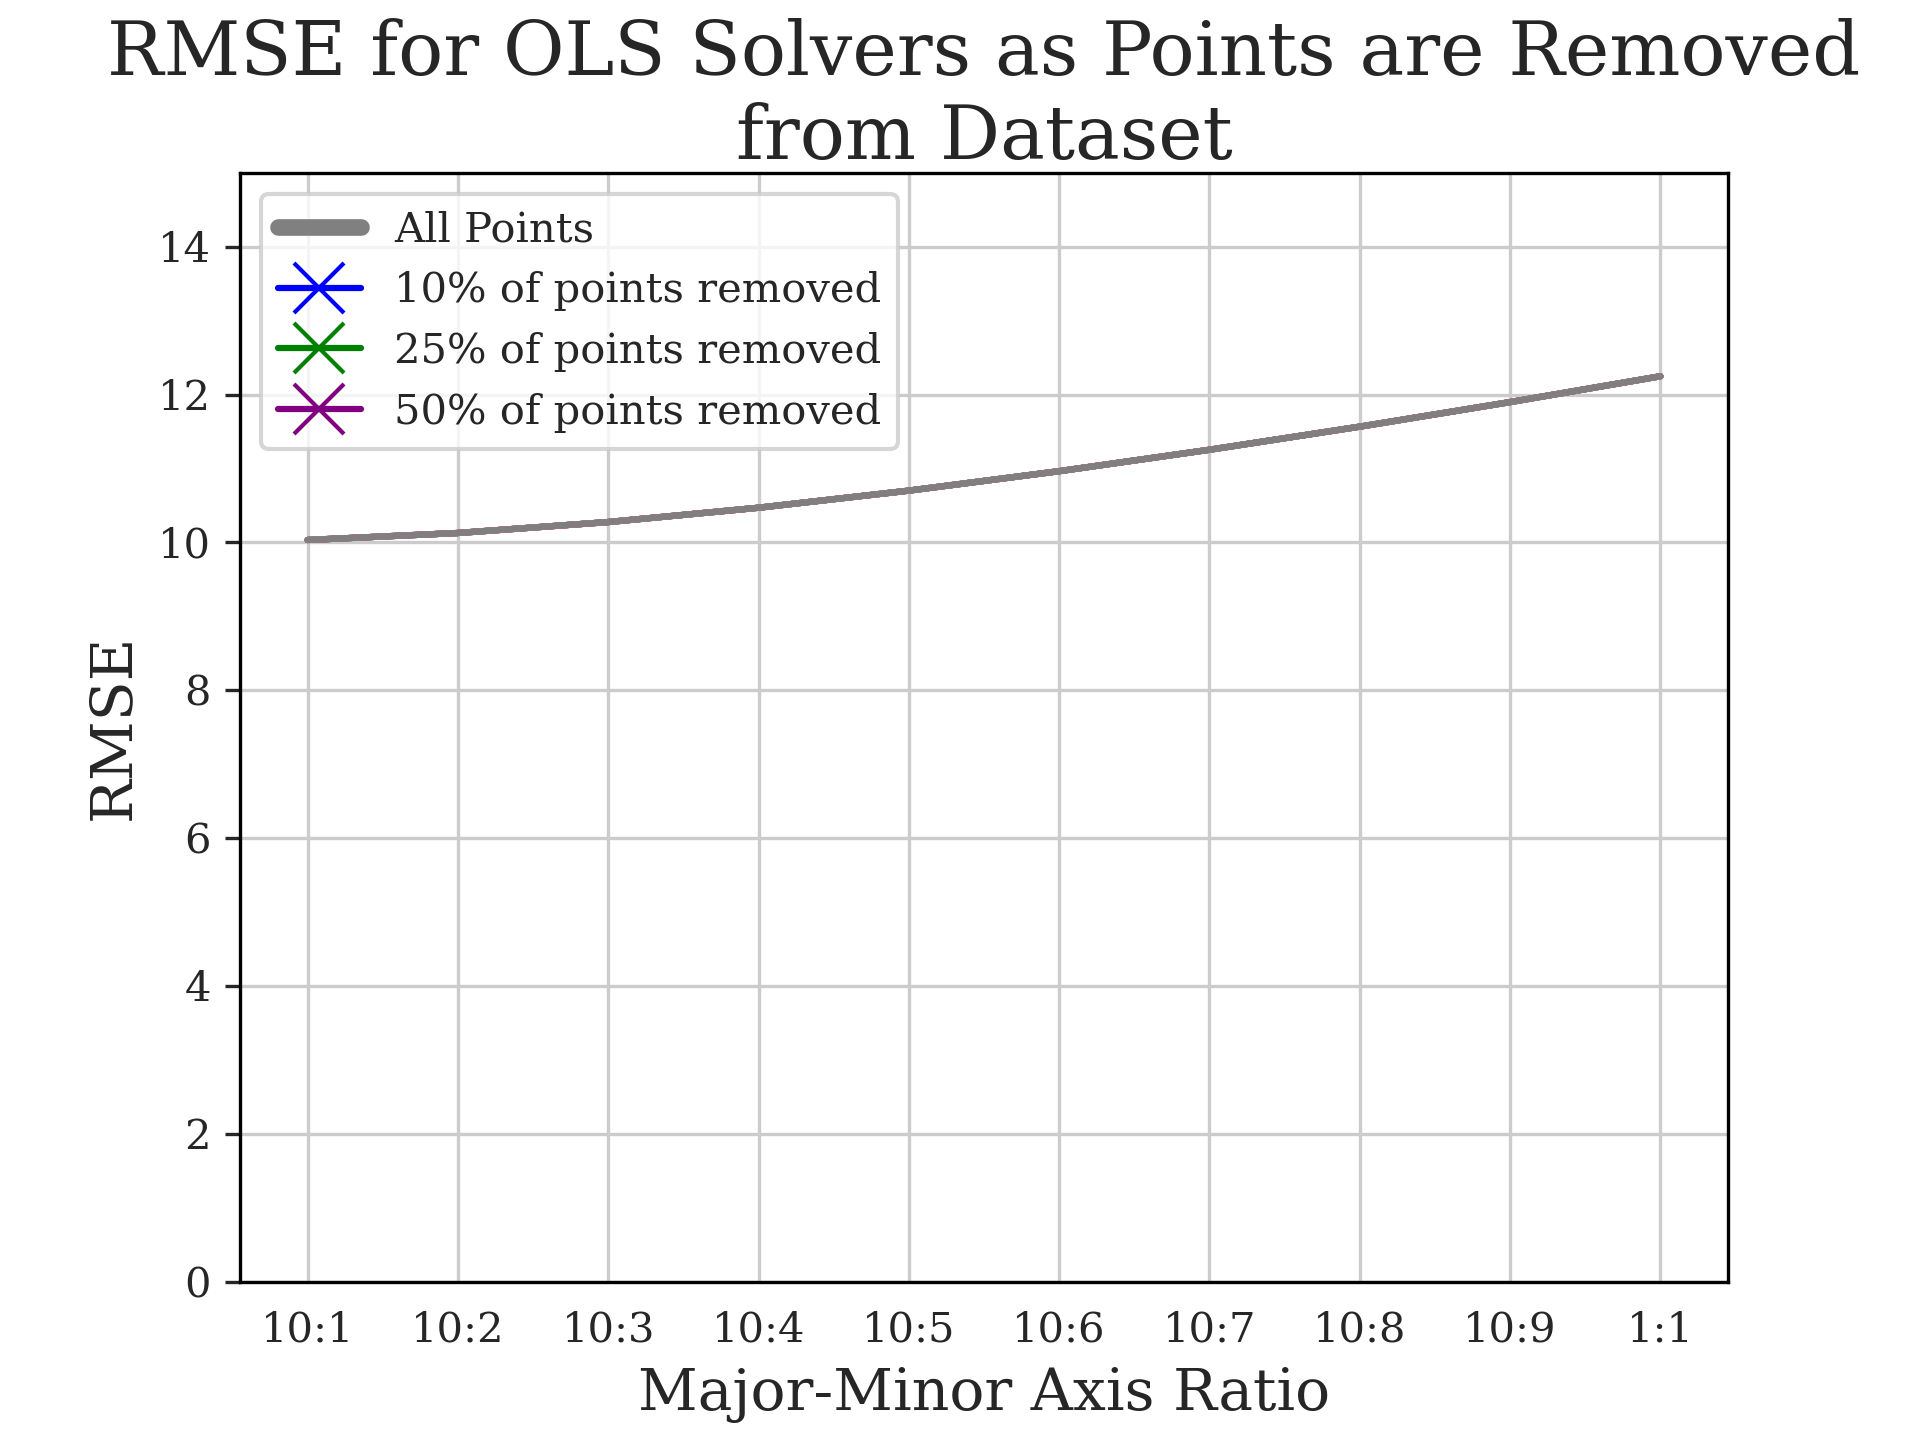 RMSE for OLS Solvers as Points are Removed
from Dataset
All Points
10% of points removed
25% of points removed
50% of points removed
14
12
10
8
6
4
2
0
RMSE
10:1 10:2 10:3 10:4 10:5 10:6 10:7 10:8 10:9 1:1
Major-Minor Axis Ratio